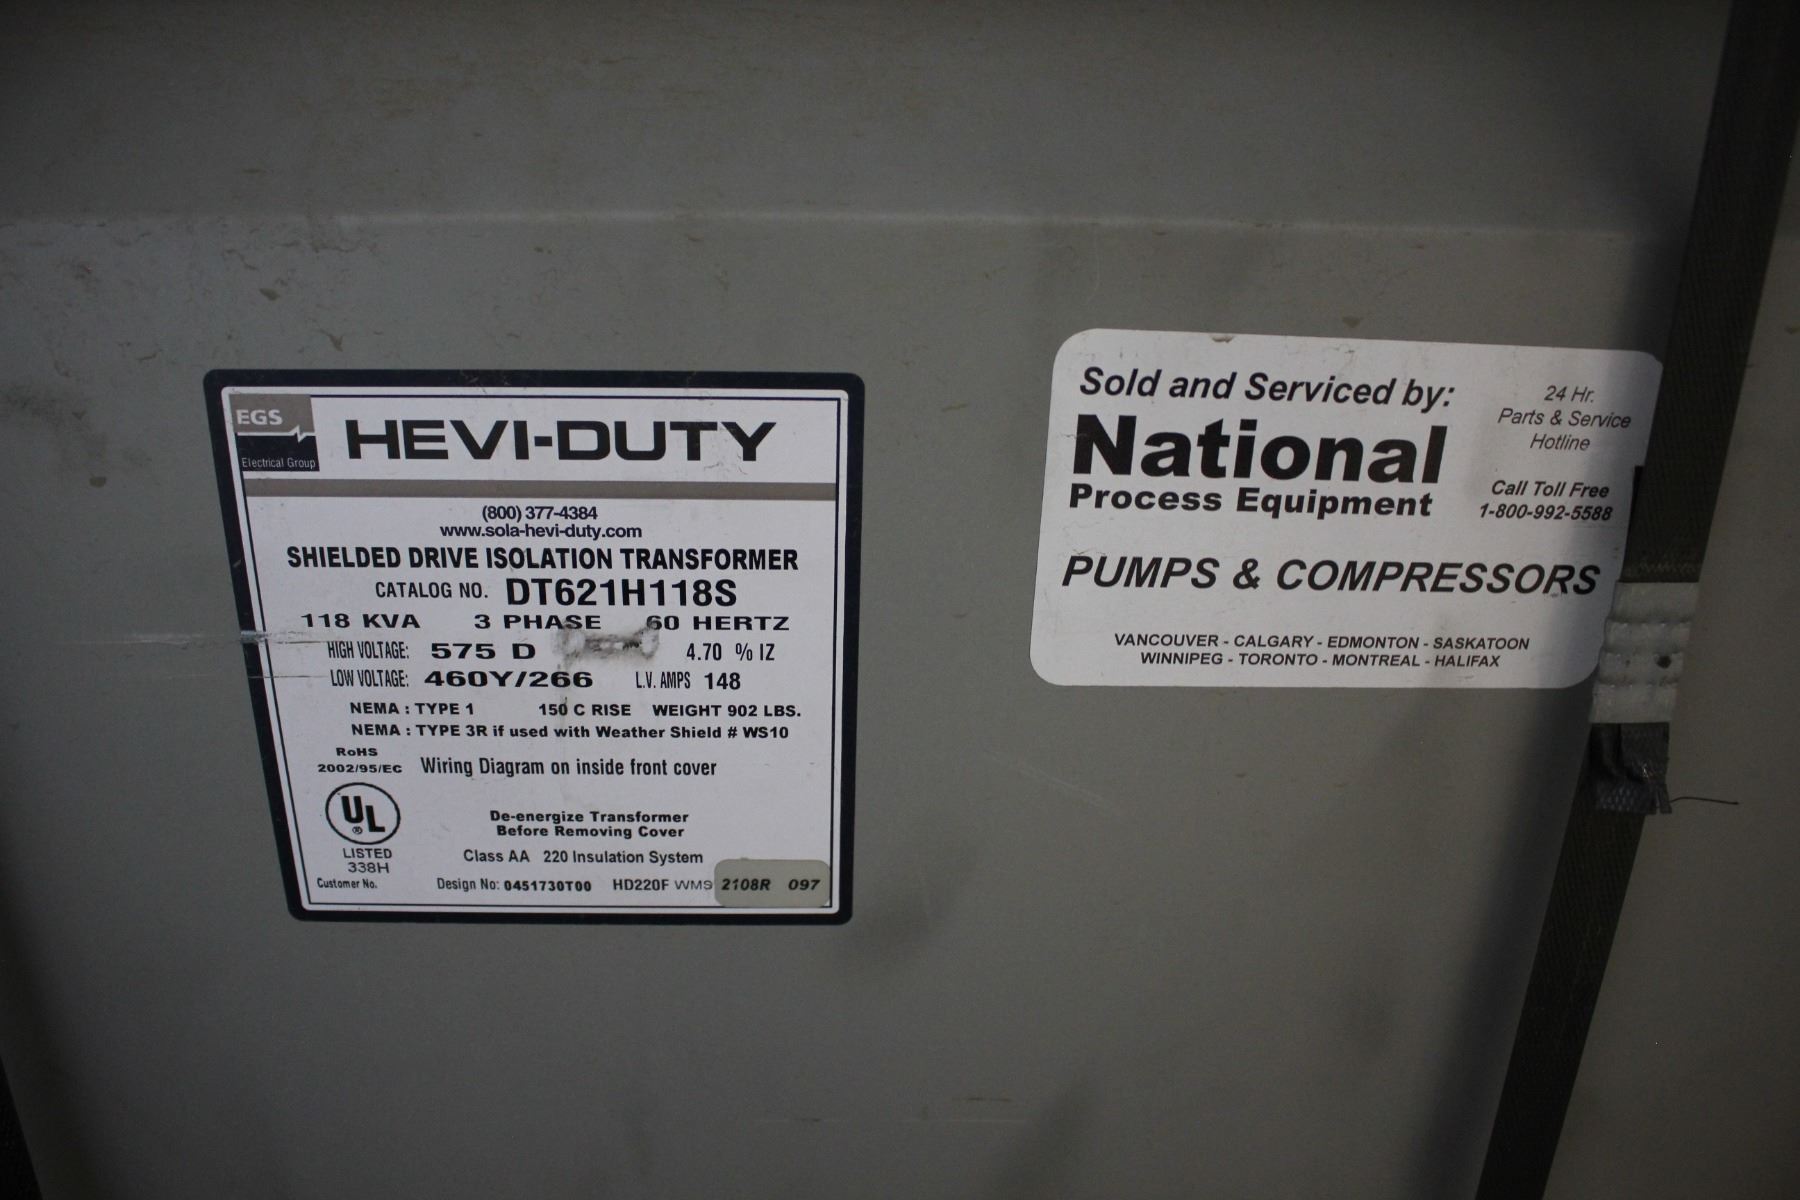 EGS
Electrical Group
HEVI-DUTY
(800) 377-4384
www.sola-hevi-duty.com
SHIELDED DRIVE ISOLATION TRANSFORMER
CATALOG NO. DT621H118S
118 KVA 3 PHASE 60 HERTZ
HIGH VOLTAGE: 575 D 4.70 % IZ
LOW VOLTAGE: 460Y/266 L.V. AMPS 148
NEMA : TYPE 1 150 C RISE WEIGHT 902 LBS.
NEMA : TYPE 3R if used with Weather Shield # WS10
RoHS
2002/95/EC Wiring Diagram on inside front cover
UL
®
LISTED
338H
De-energize Transformer
Before Removing Cover
Class AA 220 Insulation System
Customer No. Design No: 0451730T00 HD220F WMS 2108R 097
Sold and Serviced by:
National
Process Equipment
24 Hr.
Parts & Service
Hotline
Call Toll Free
1-800-992-5588
PUMPS & COMPRESSORS
VANCOUVER - CALGARY - EDMONTON - SASKATOON
WINNIPEG - TORONTO - MONTREAL - HALIFAX